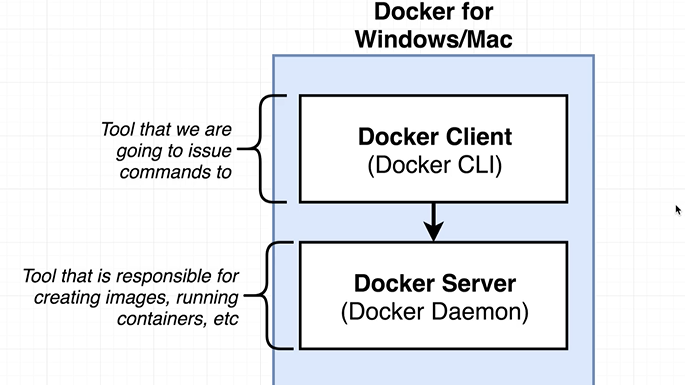 Docker for
Windows/Mac
Tool that we are
going to issue
commands to
Docker Client
(Docker CLI)
Tool that is responsible for
creating images, running
containers, etc
Docker Server
(Docker Daemon)